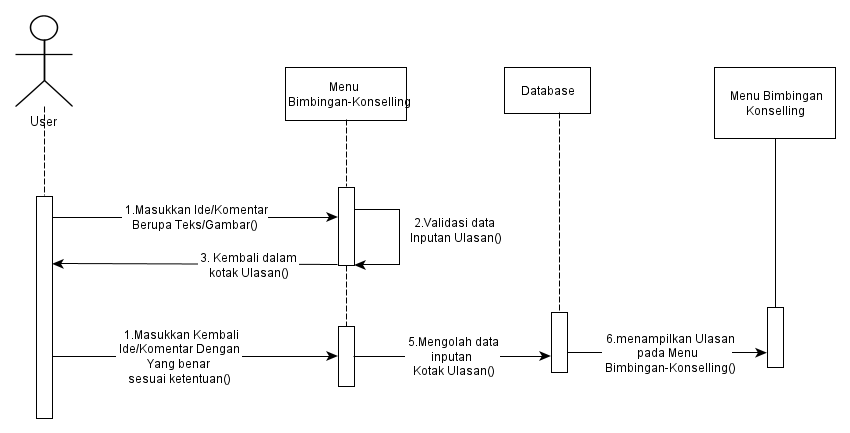 User
Menu
Bimbingan-Konselling
Database
Menu Bimbingan
Konselling
1.Masukkan Ide/Komentar
Berupa Teks/Gambar()
2.Validasi data
Inputan Ulasan()
3. Kembali dalam
kotak Ulasan()
1.Masukkan Kembali
Ide/Komentar Dengan
Yang benar
sesuai ketentuan()
5.Mengolah data
inputan
Kotak Ulasan()
6.menampilkan Ulasan
pada Menu
Bimbingan-Konselling()